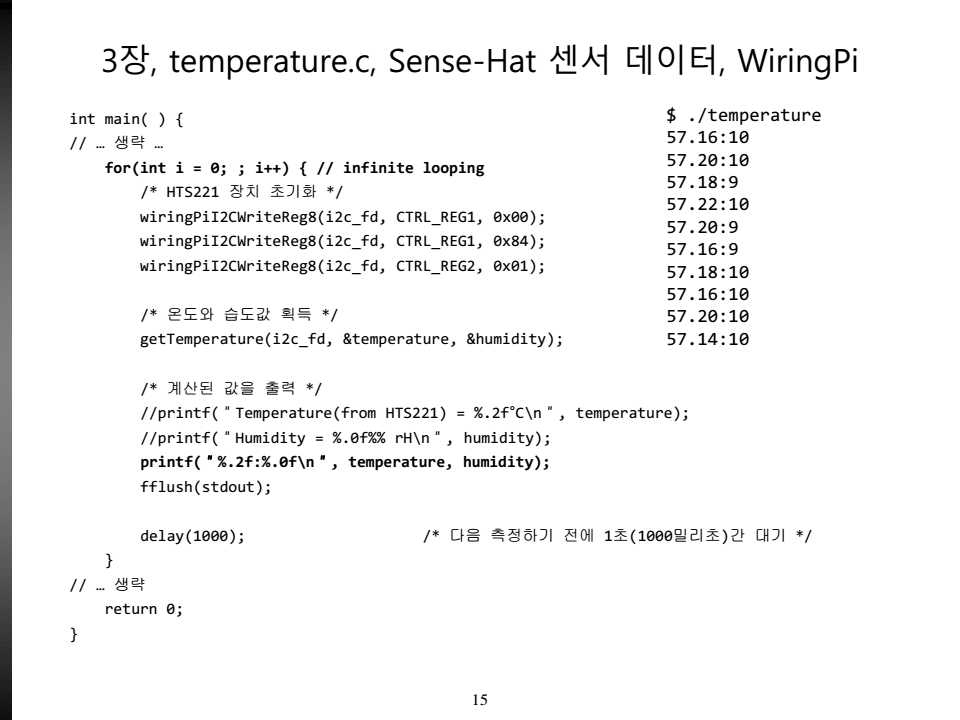 3장, temperature.c, Sense-Hat 센서 데이터, WiringPi
int main( ) {
// … 생략 …
for(int i = 0; ; i++) { // infinite looping
/* HTS221 장치 초기화 */
wiringPiI2CWriteReg8(i2c_fd, CTRL_REG1, 0x00);
wiringPiI2CWriteReg8(i2c_fd, CTRL_REG1, 0x84);
wiringPiI2CWriteReg8(i2c_fd, CTRL_REG2, 0x01);
/* 온도와 습도값 획득 */
getTemperature(i2c_fd, &temperature, &humidity);
/* 계산된 값을 출력 */
//printf(＂Temperature(from HTS221) = %.2f°C\n＂, temperature);
//printf(＂Humidity = %.0f%% rH\n＂, humidity);
printf(＂%.2f:%.0f\n＂, temperature, humidity);
fflush(stdout);
delay(1000); /* 다음 측정하기 전에 1초(1000밀리초)간 대기 */
}
// … 생략
return 0;
}
$ ./temperature
57.16:10
57.20:10
57.18:9
57.22:10
57.20:9
57.16:9
57.18:10
57.16:10
57.20:10
57.14:10
15